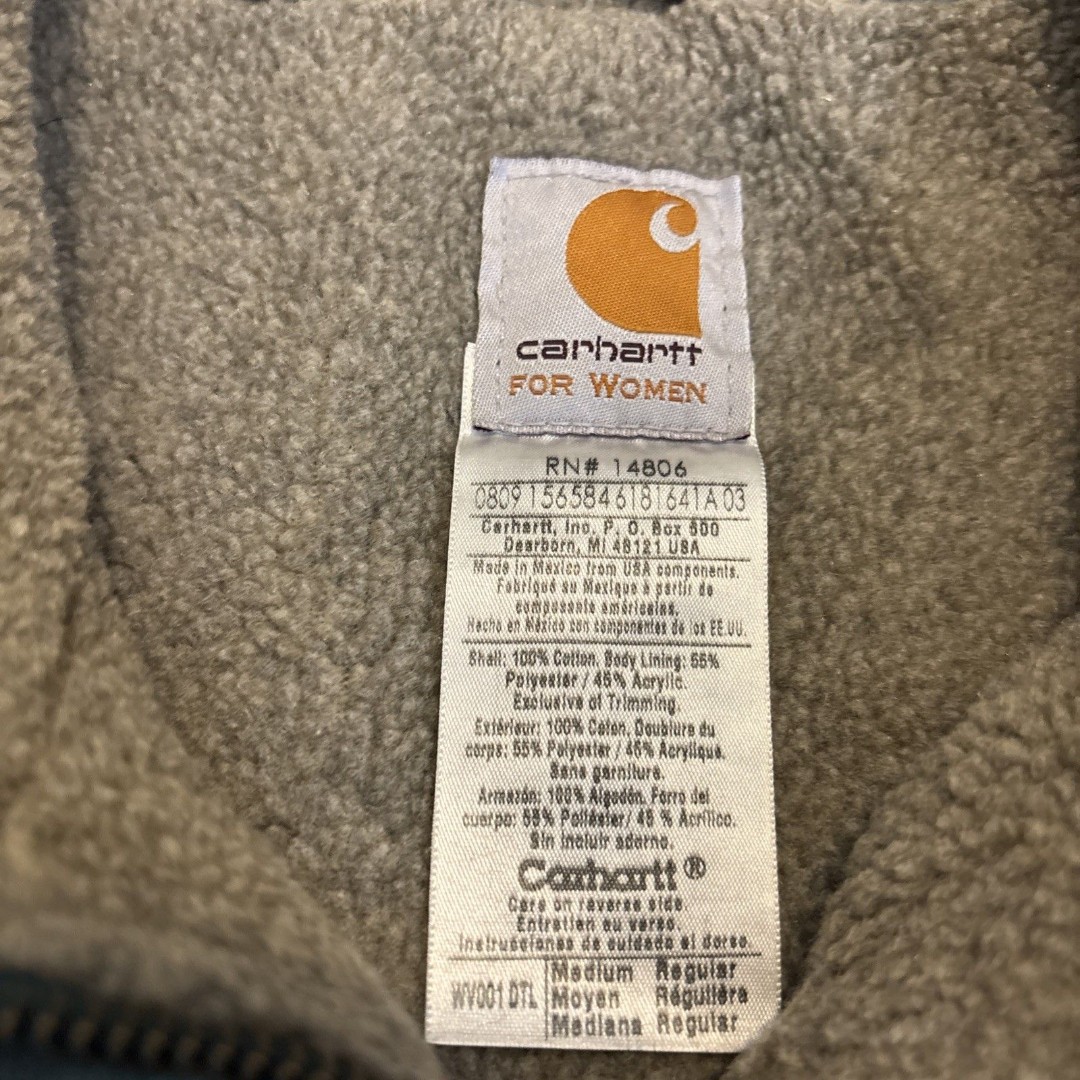 carhartt
FOR WOMEN
RN# 14806
0809 1565846181641A 03
Carhartt, Inc. P. O. Box 600
Dearborn, MI 48121 USA
Made in Mexico from USA components.
Fabriqué au Mexique à partir de
composants américaines.
Hecho en México con componentes de los EE.UU.
Shell: 100% Cotton, Body Lining: 55%
Polyester / 45% Acrylic.
Exclusive of Trimming
Extérieur: 100% Coton, Doublure du
corps: 55% Polyester / 45% Acrylique.
Sans garniture.
Armazón: 100% Algodón, Forro del
cuerpo: 55% Poliéster/ 45 % Acrílico.
Sin incluir adorno.
Carhartt®
Care on reverse side
Entretien au verso.
Instrucciones de cuidado al dorso.
WV001 DTL
Medium Regular
Moyen Régulière
Mediana Regular